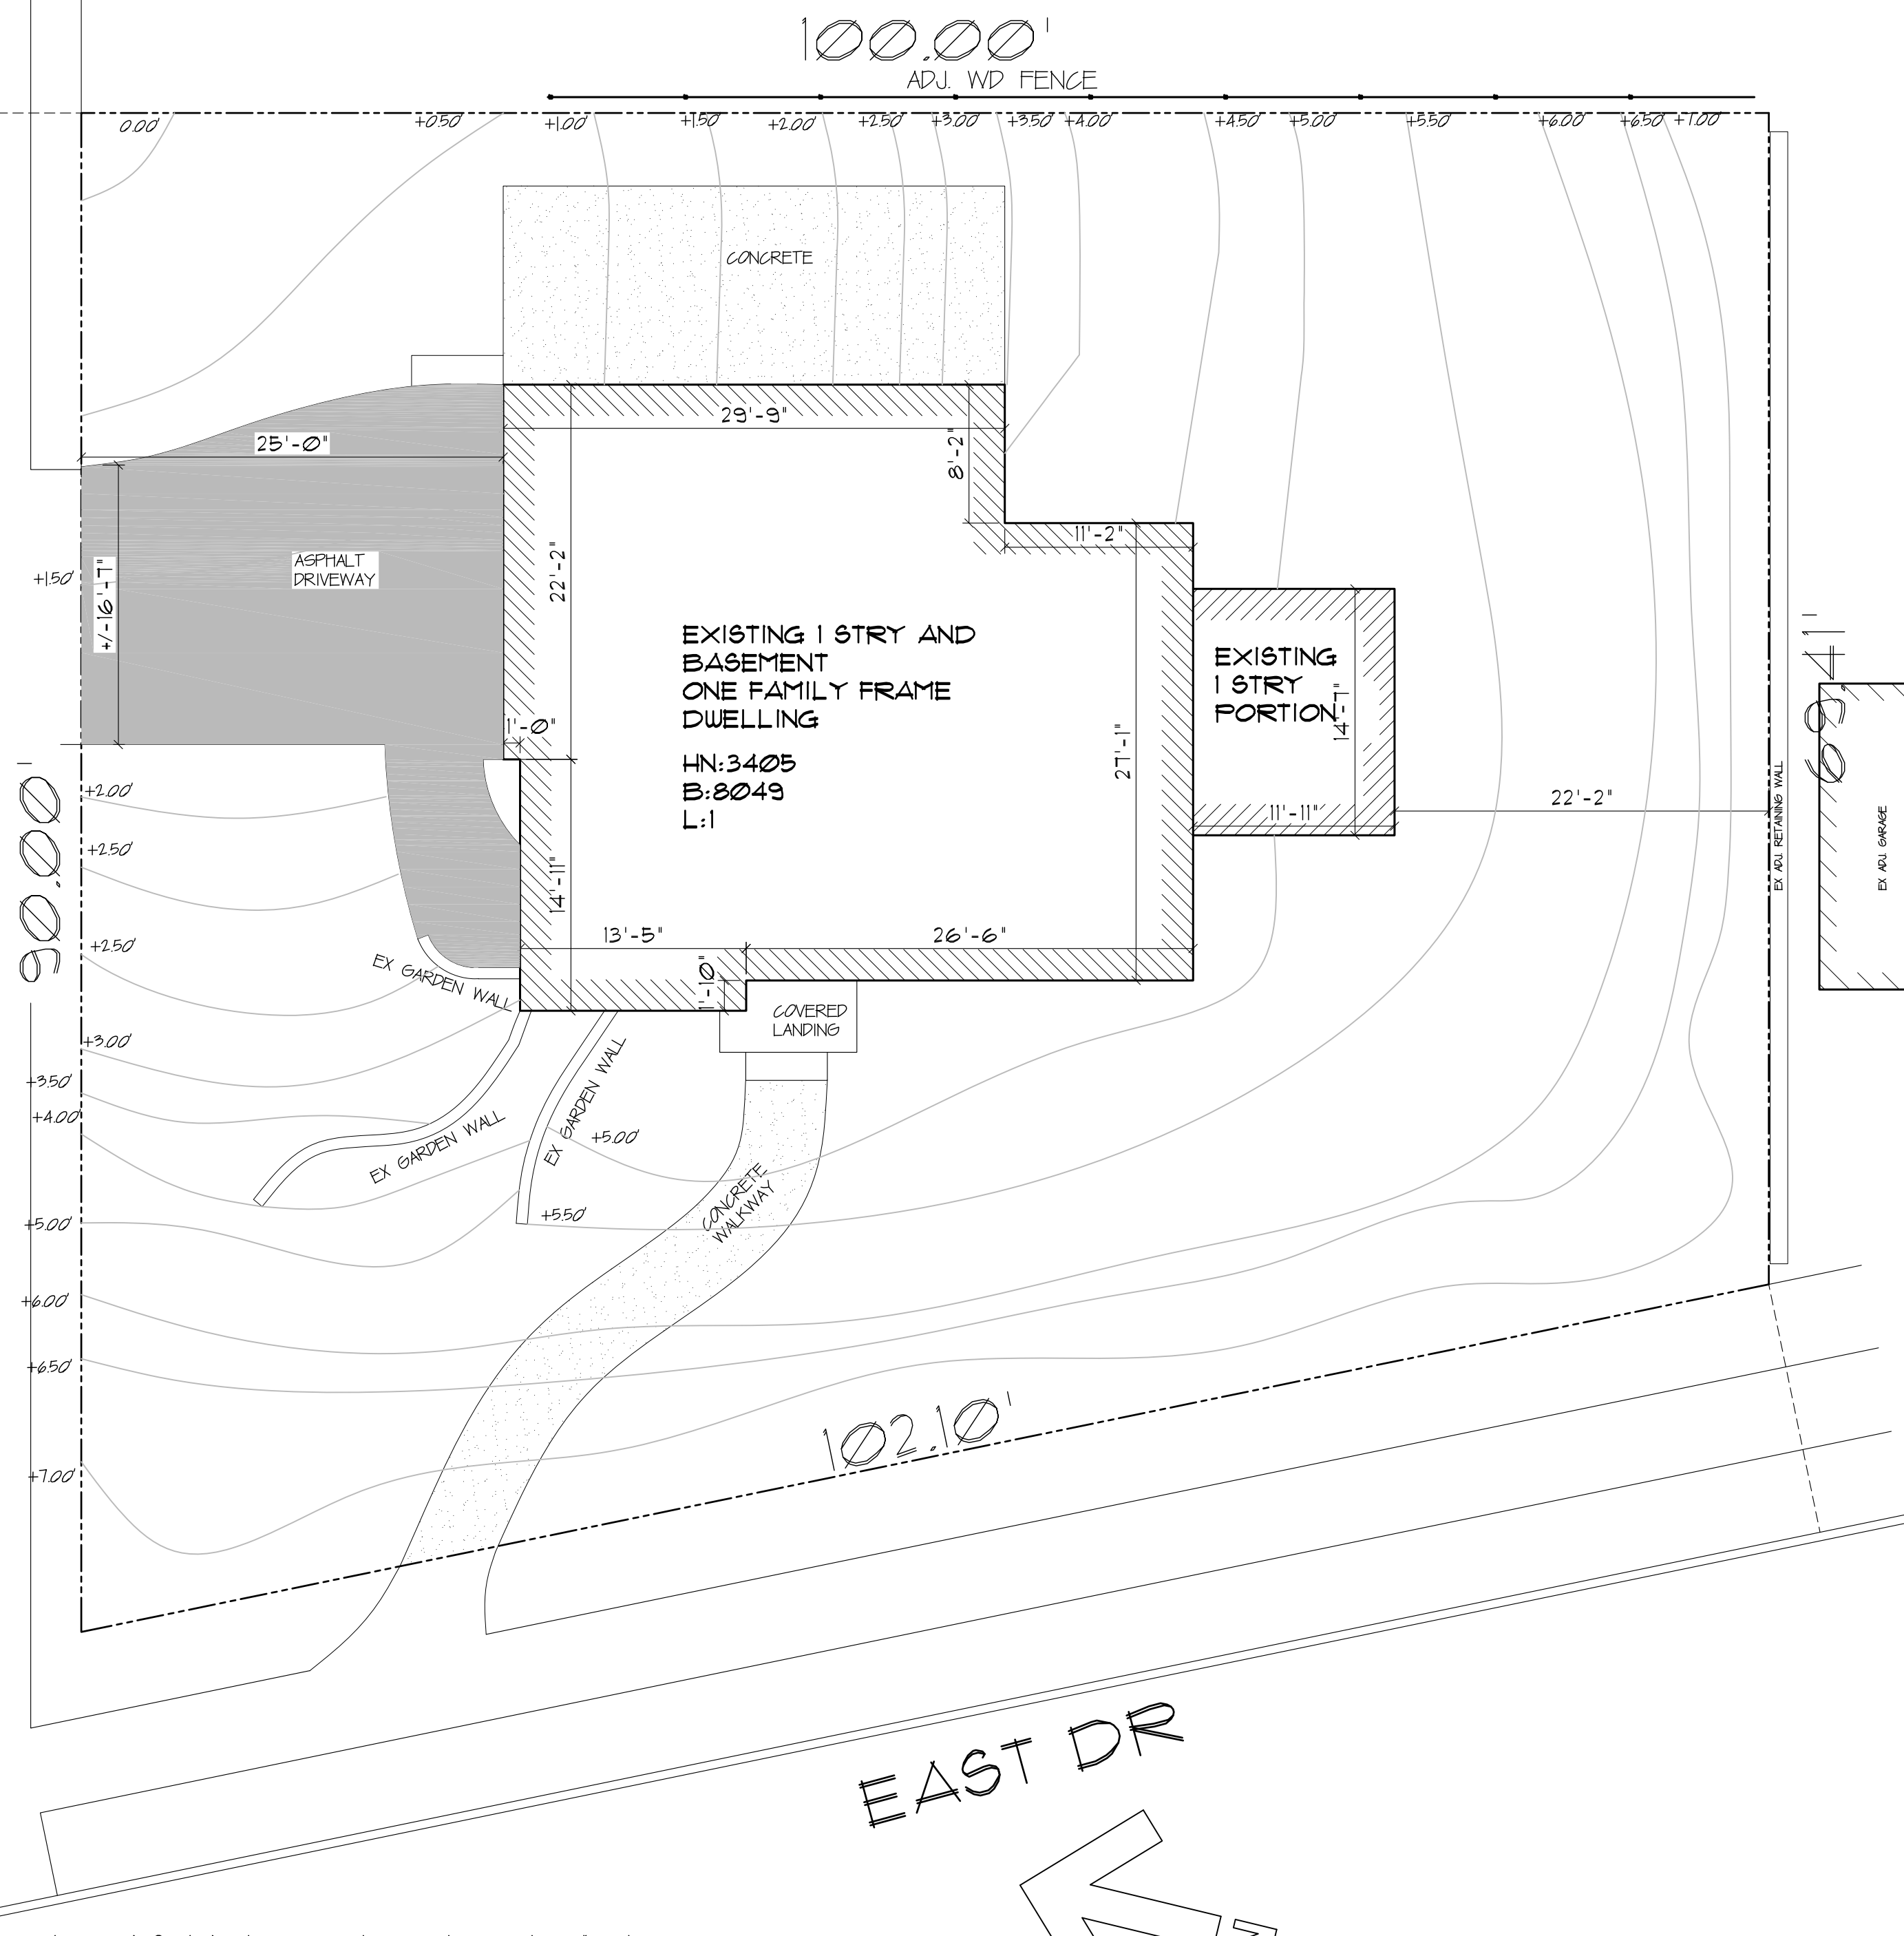 100.00'
ADJ. WD FENCE
0.00'
+0.50'
+1.00'
+1.50'
+2.00'
+2.50'
+3.00'
+3.50'
+4.00'
+4.50'
+5.00'
+5.50'
+6.00'
+6.50'
+7.00'
CONCRETE
29'-9"
25'-0"
8'-2"
11'-2"
22'-2"
ASPHALT
DRIVEWAY
+1.50'
+/-16'-7"
EXISTING 1 STRY AND
BASEMENT
ONE FAMILY FRAME
DWELLING
HN:3405
B:8049
L:1
EXISTING
1 STRY
PORTION
14'-7"
69.41'
1'-0"
27'-1"
11'-11"
22'-2"
EX ADJ. RETAINING WALL
EX ADJ. GARAGE
90.00'
+2.00'
+2.50'
+2.50'
14'-11"
13'-5"
26'-6"
1'-10"
EX GARDEN WALL
COVERED
LANDING
+3.00'
+3.50'
+4.00'
EX GARDEN WALL
EX GARDEN WALL
+5.00'
CONCRETE
WALKWAY
+5.50'
+5.00'
+6.00'
+6.50'
+7.00'
102.10'
EAST DR